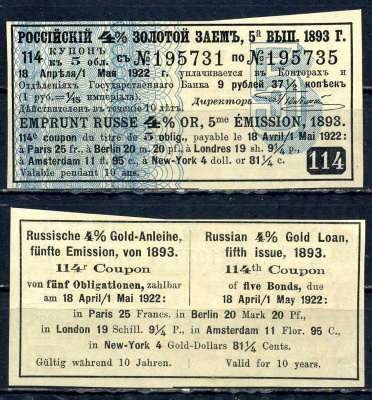 РОССІЙСКІЙ 4% ЗОЛОТОЙ ЗАЕМЪ, 5й ВЫП. 1893 Г.
114 КУПОНЪ къ 5 обл. съ №195731 по №195735
18 Апрѣля/1 Мая 1922 г. уплачивается въ Конторахъ и
Отдѣленіяхъ Государственнаго Банка 9 рублей 37½ копѣекъ
(1 руб.=1/15 имперіала). Директоръ
Дѣйствителенъ въ теченіе 10 лѣтъ.
EMPRUNT RUSSE 4% OR, 5me ÉMISSION 1893.
114e coupon du titre de 5 oblig., payable le 18 Avril/1 Mai 1922:
à Paris 25 fr., à Berlin 20 m. 20 pf., à Londres 19 sh. 9¼ p.,
à Amsterdam 11 fl. 95 c., à New-York 4 doll. or 81¼ c.
Valable pendant 10 ans.
114
Russische 4% Gold-Anleihe,
fünfte Emission, von 1893.
114r Coupon
von fünf Obligationen, zahlbar
am 18 April/1 Mai 1922:
Russian 4% Gold Loan,
fifth issue, 1893.
114th Coupon
of five Bonds, due
18 April/1 May 1922:
in Paris 25 Francs, in Berlin 20 Mark 20 Pf.,
in London 19 Schill. 9¼ P., in Amsterdam 11 Flor. 95 C.,
in New-York 4 Gold-Dollars 81¼ Cents.
Gültig während 10 Jahren.
Valid for 10 years.